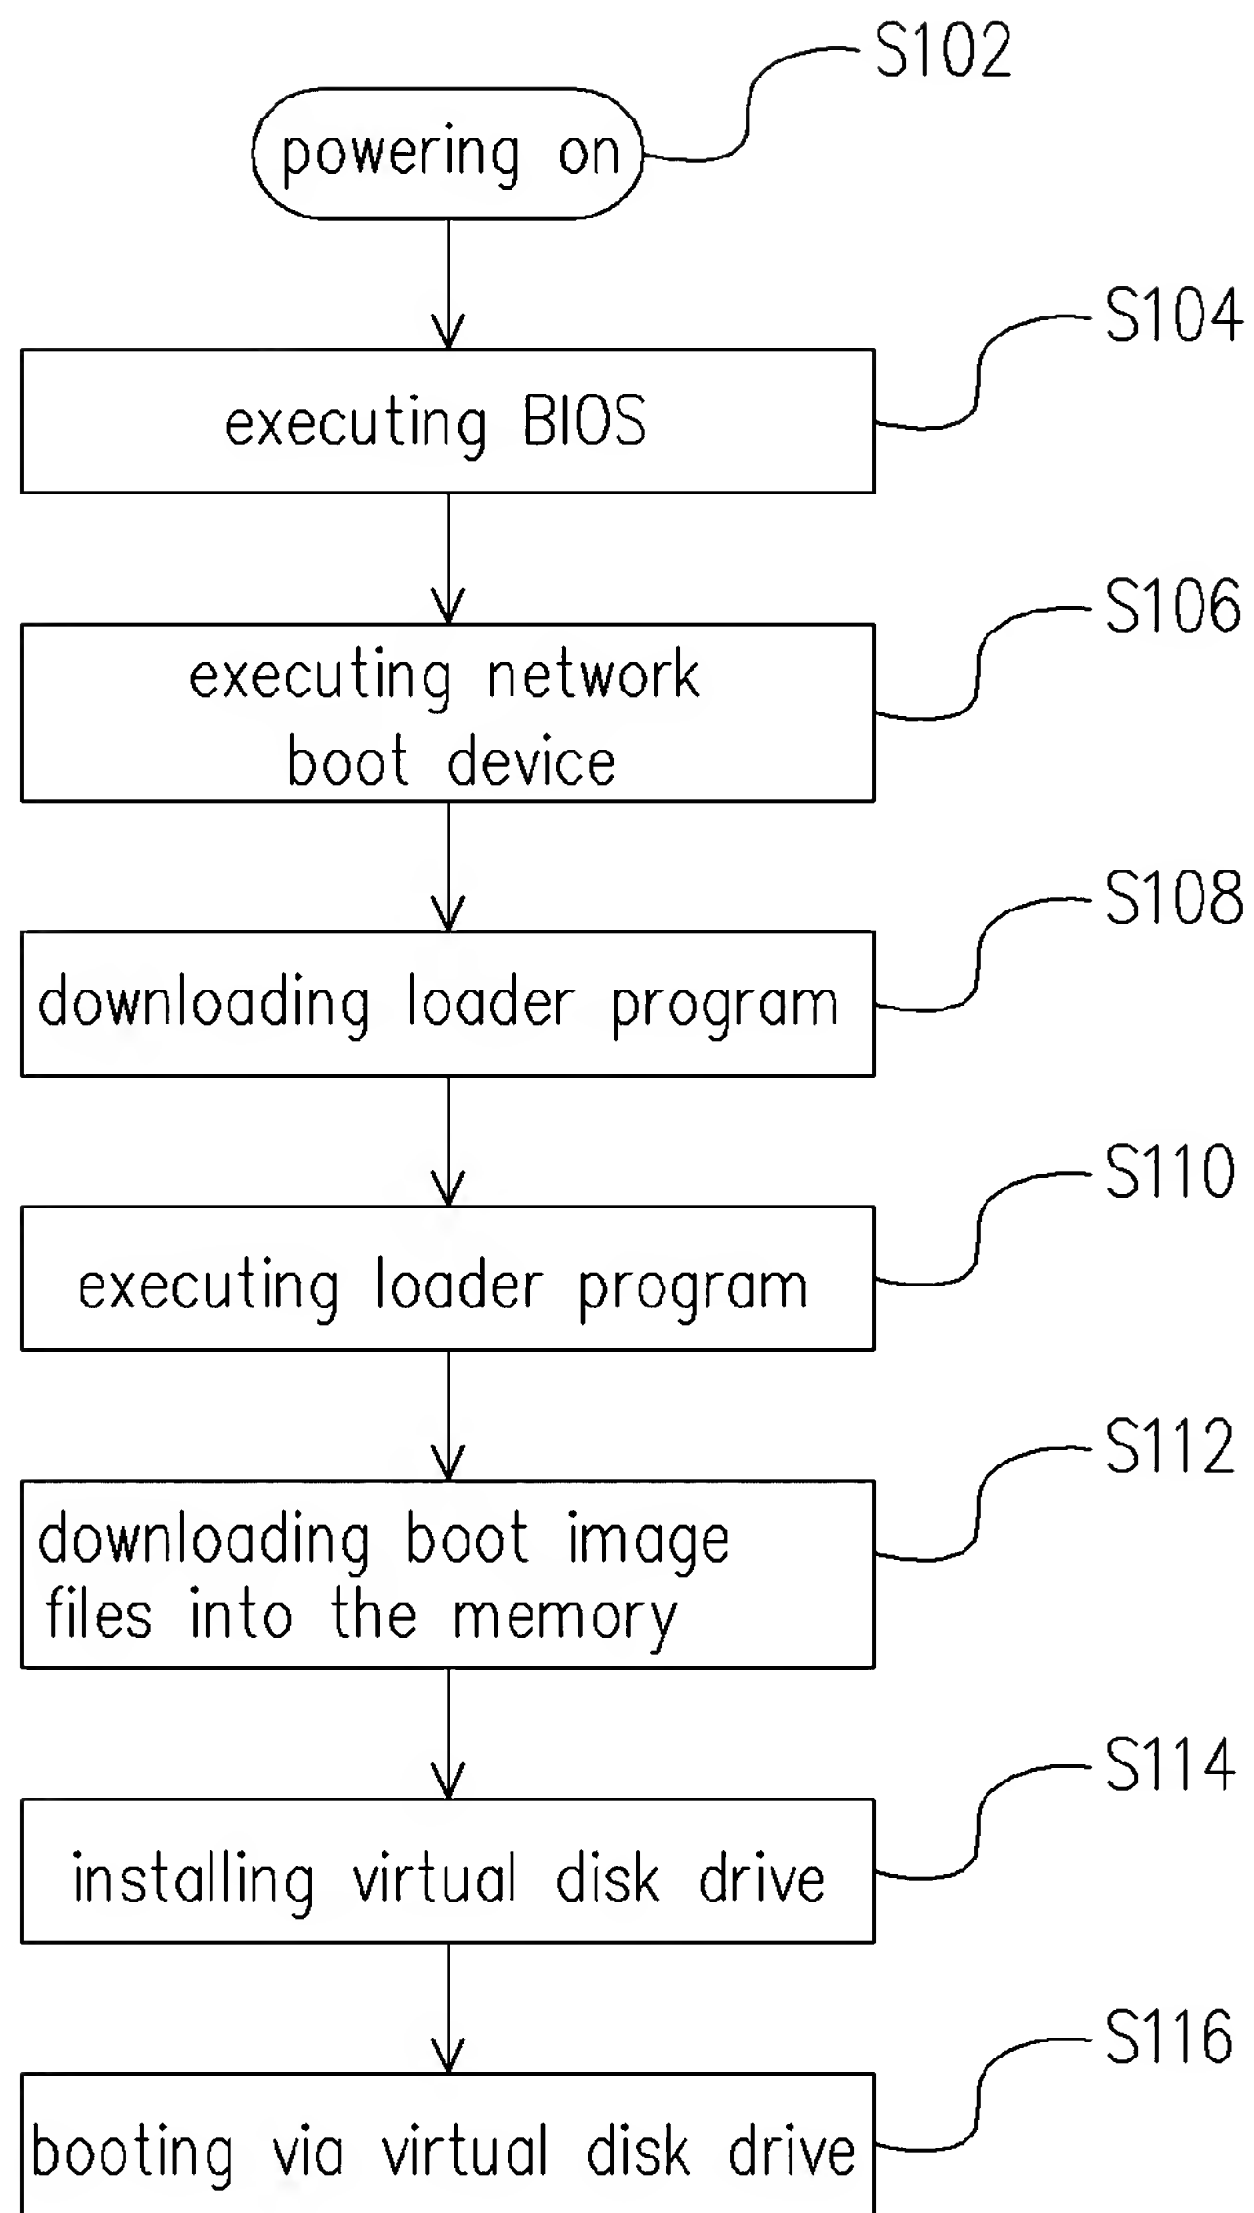 S102
powering on
S104
executing BIOS
S106
executing network
boot device
S108
downloading loader program
S110
executing loader program
S112
downloading boot image
files into the memory
S114
installing virtual disk drive
S116
booting via virtual disk drive